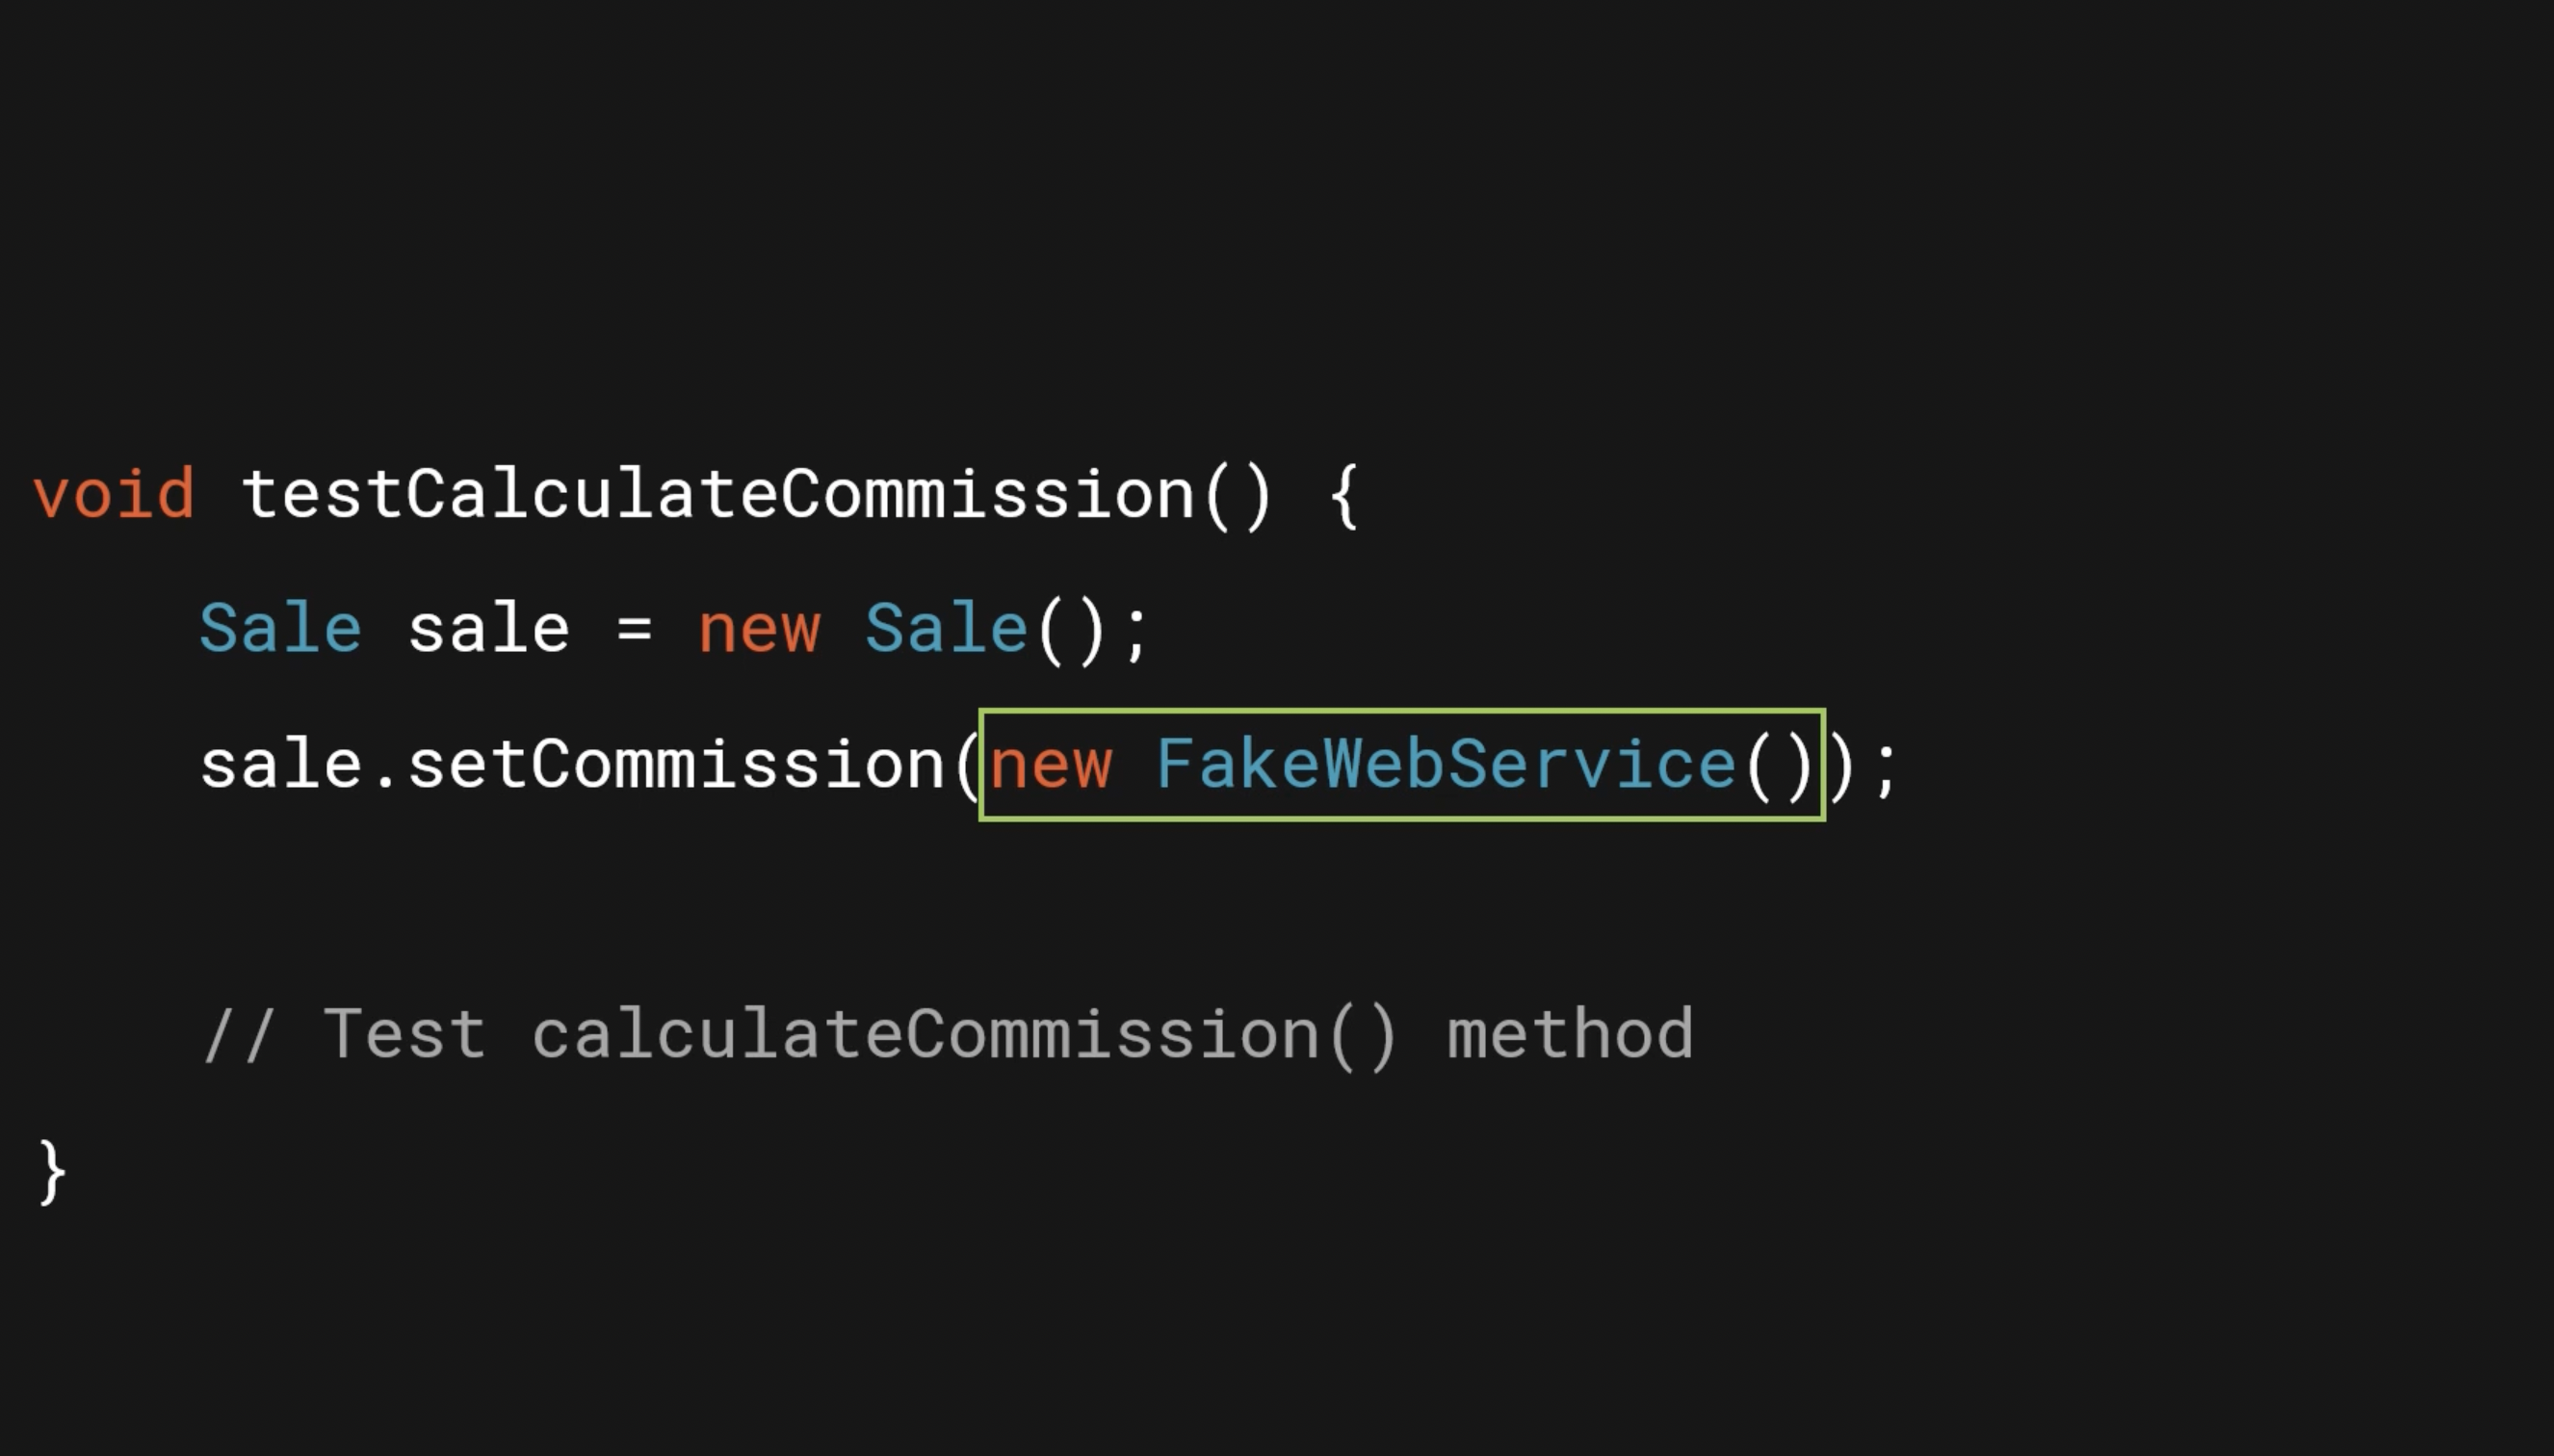 void testCalculateCommission() {
Sale sale = new Sale();
sale.setCommission(new FakeWebService());
// Test calculateCommission() method
}